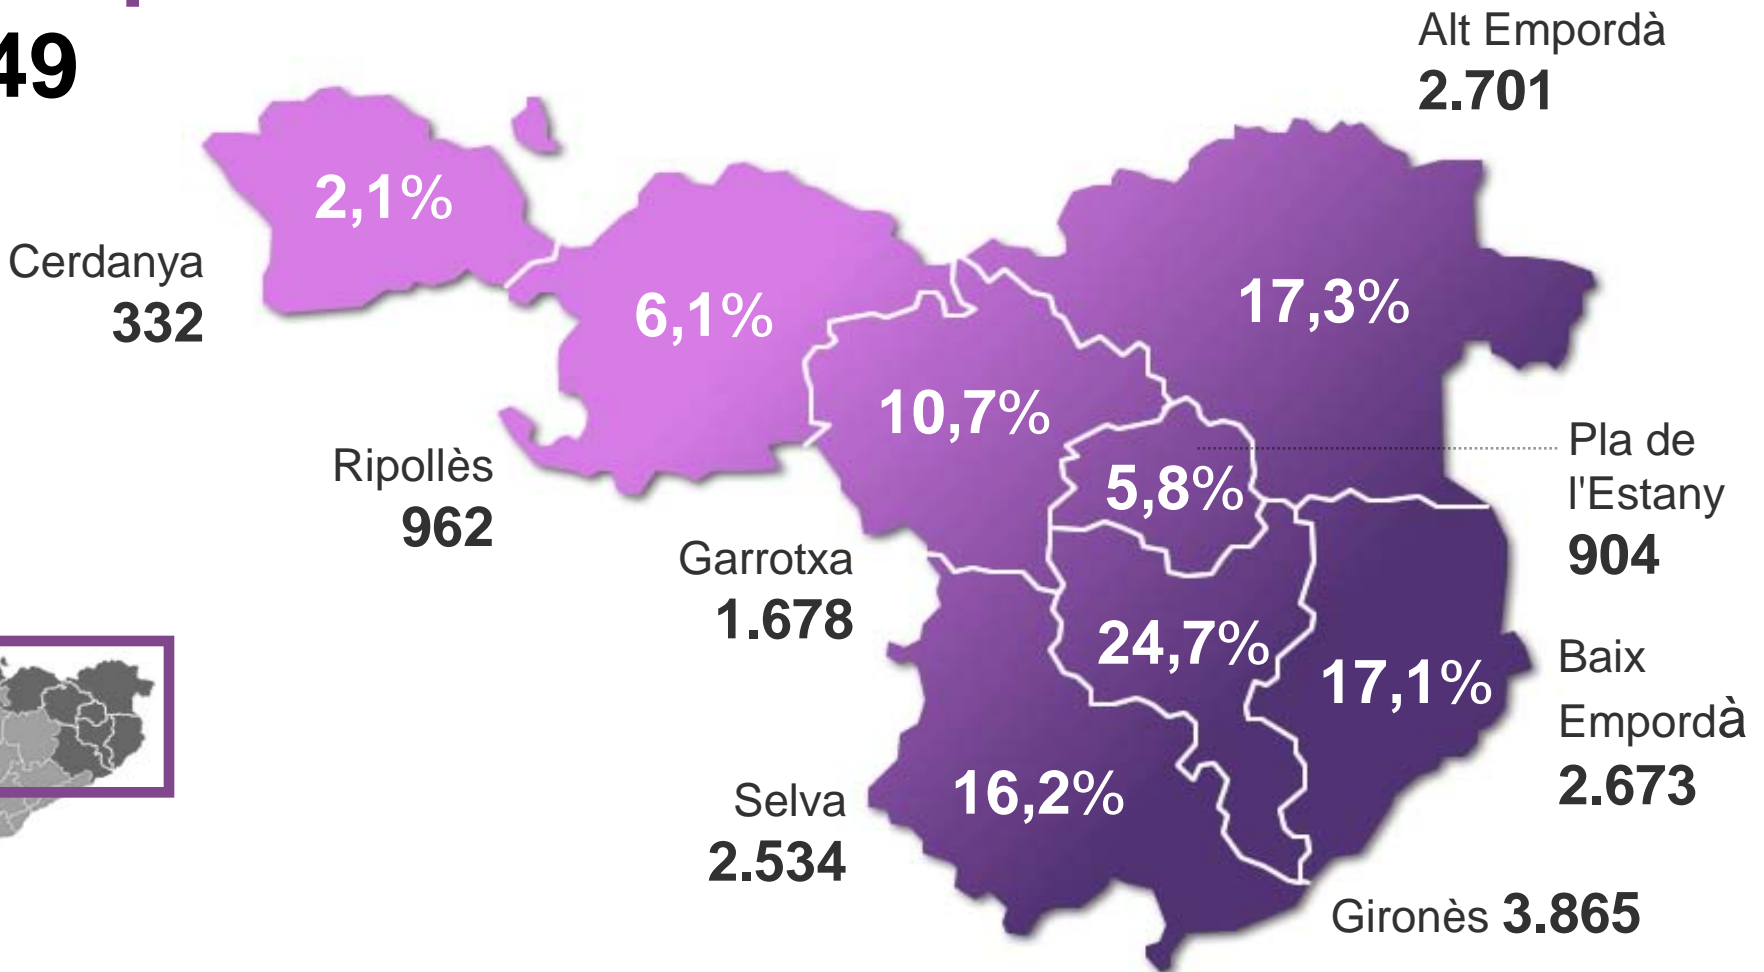 49
Alt Empordà
2.701
2,1%
Cerdanya
332
6,1%
17,3%
10,7%
Ripollès
962
5,8%
Pla de
l'Estany
904
Garrotxa
1.678
24,7%
17,1%
Baix
Empordà
2.673
16,2%
Selva
2.534
Gironès 3.865